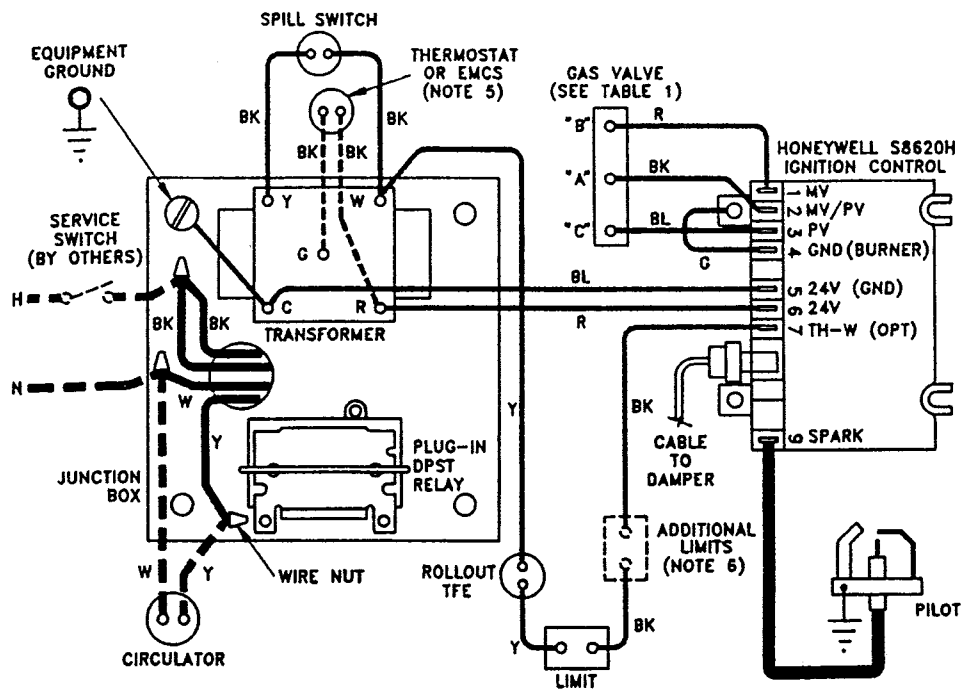 SPILL SWITCH
EQUIPMENT
GROUND
THERMOSTAT
OR EMCS
(NOTE 5)
GAS VALVE
(SEE TABLE 1)
BK
BK
BK
BK
"B"
R
HONEYWELL S8620H
IGNITION CONTROL
"A"
BK
1 MV
2 MV/PV
"C"
BL
3 PV
G
4 GND (BURNER)
SERVICE
SWITCH
(BY OTHERS)
Y
W
G
H
BL
5 24V (GND)
C
R
6 24V
BK
BK
TRANSFORMER
R
7 TH-W (OPT)
N
W
Y
BK
Y
CABLE
TO
DAMPER
9 SPARK
JUNCTION
BOX
PLUG-IN
DPST
RELAY
ADDITIONAL
LIMITS
(NOTE 6)
W
Y
WIRE NUT
ROLLOUT
TFE
PILOT
BK
Y
CIRCULATOR
LIMIT